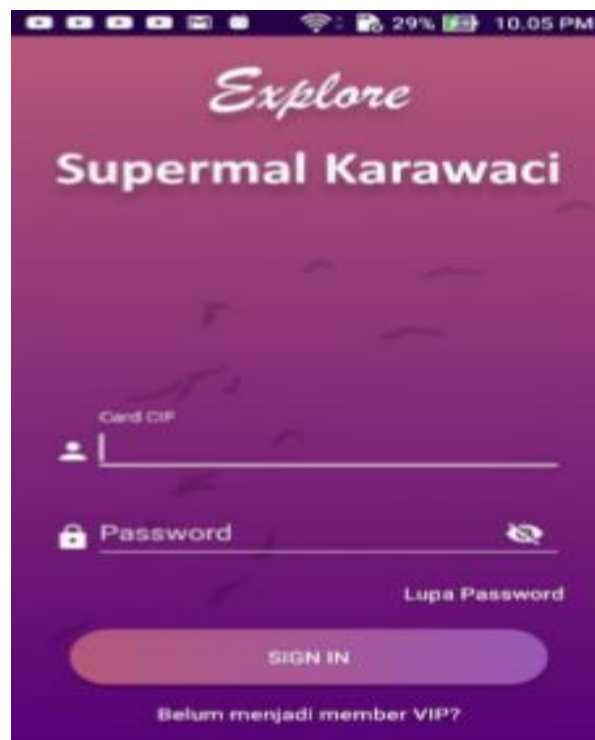 29% 10.05 PM
Explore
Supermal Karawaci
Card CIF
Password
Lupa Password
SIGN IN
Belum menjadi member VIP?